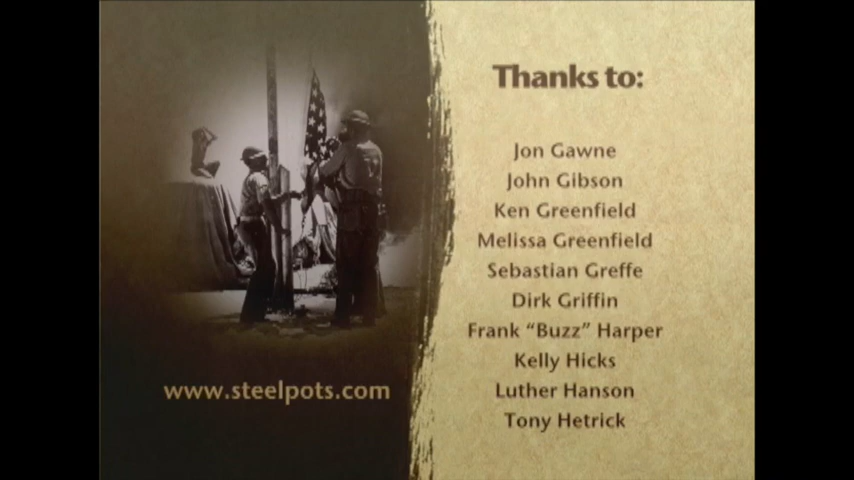 Thanks to:
Jon Gawne
John Gibson
Ken Greenfield
Melissa Greenfield
Sebastian Greffe
Dirk Griffin
Frank “Buzz” Harper
Kelly Hicks
Luther Hanson
Tony Hetrick
www.steelpots.com